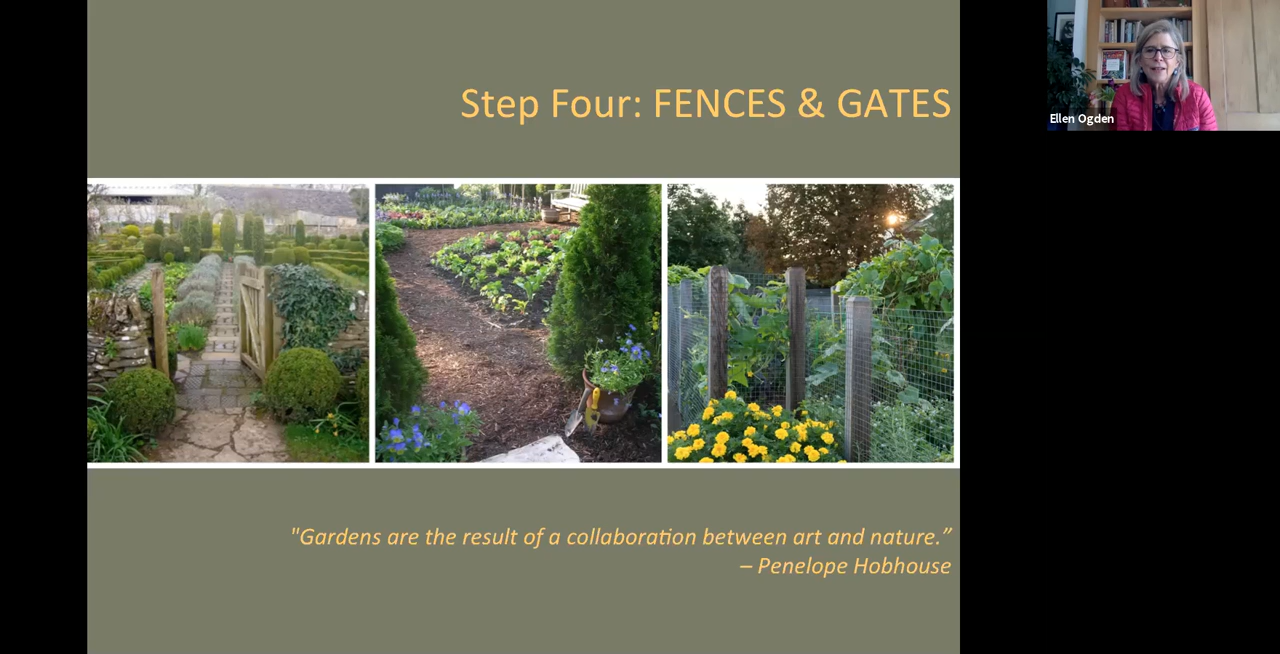 Step Four: FENCES & GATES
Ellen Ogden
"Gardens are the result of a collaboration between art and nature.”
– Penelope Hobhouse